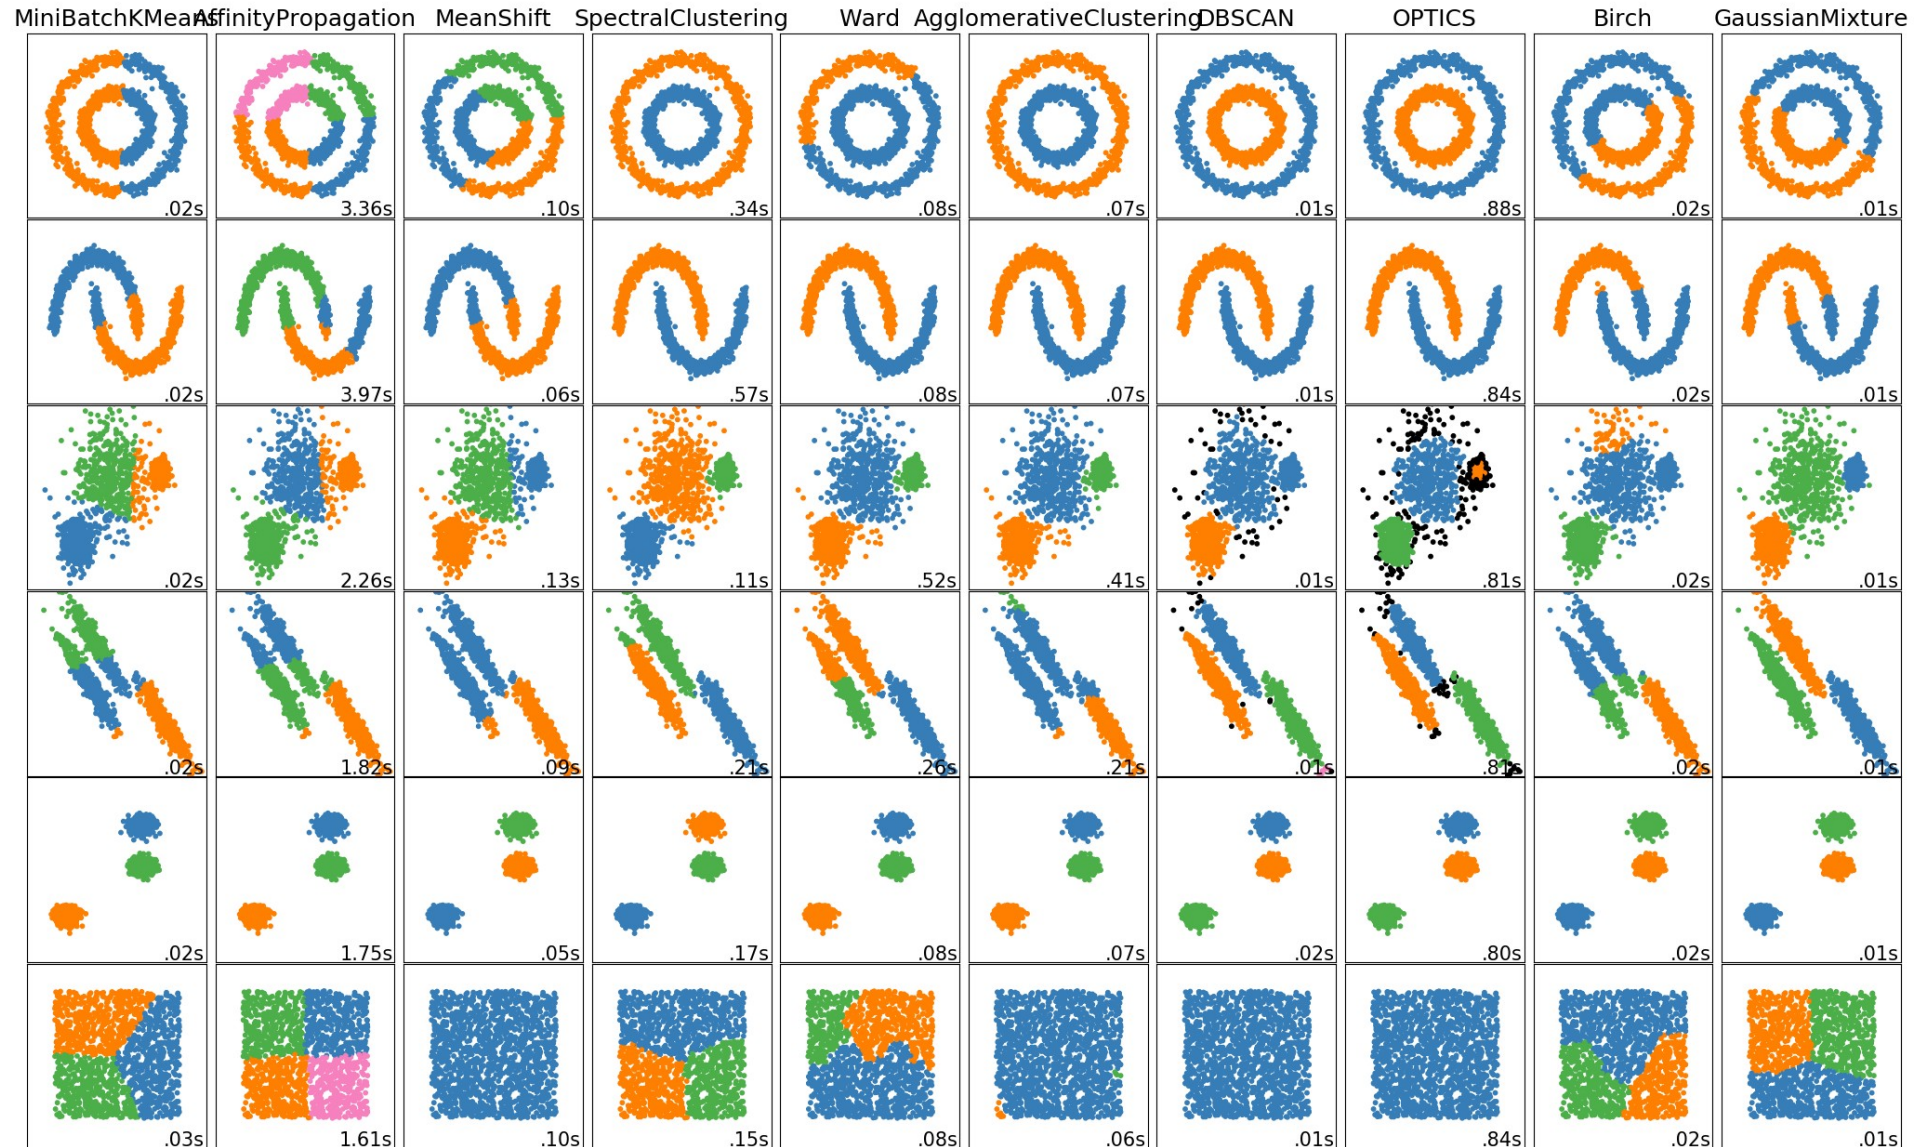 MiniBatchKMeans AffinityPropagation MeanShift SpectralClustering Ward AgglomerativeClustering DBSCAN OPTICS Birch GaussianMixture
.02s 3.36s .10s .34s .08s .07s .01s .88s .02s .01s
.02s 3.97s .06s .57s .08s .07s .01s .84s .02s .01s
.02s 2.26s .13s .11s .52s .41s .01s .81s .02s .01s
.02s 1.82s .09s .21s .26s .21s .01s .81s .02s .01s
.02s 1.75s .05s .17s .08s .07s .02s .80s .02s .01s
.03s 1.61s .10s .15s .08s .06s .01s .84s .02s .01s